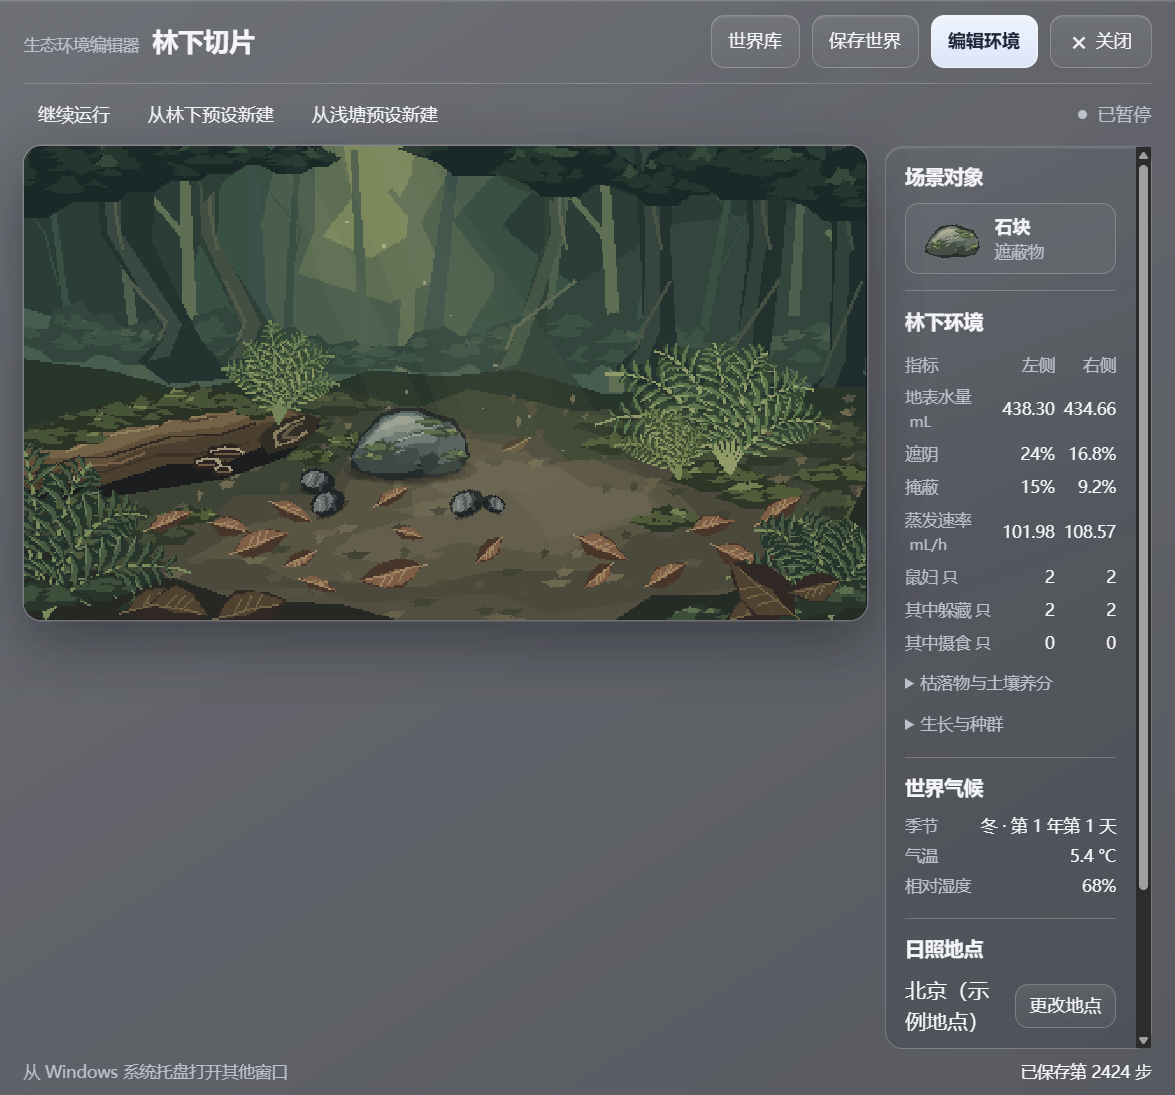 生态环境编辑器 林下切片 世界库 保存世界 编辑环境 × 关闭
继续运行 从林下预设新建 从浅塘预设新建 已暂停
场景对象
石块
遮蔽物
林下环境
指标 左侧 右侧
地表水量 mL 438.30 434.66
遮阴 24% 16.8%
掩蔽 15% 9.2%
蒸发速率 mL/h 101.98 108.57
鼠妇 只 2 2
其中躲藏 只 2 2
其中摄食 只 0 0
枯落物与土壤养分
生长与种群
世界气候
季节 冬 · 第 1 年第 1 天
气温 5.4 °C
相对湿度 68%
日照地点
北京（示
例地点） 更改地点
从 Windows 系统托盘打开其他窗口 已保存第 2424 步